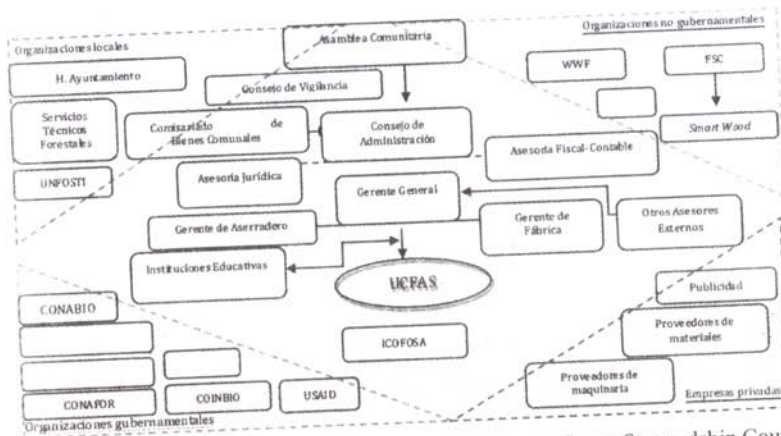 Organizaciones locales
Asamblea Comunitaria
Organizaciones no gubernamentales
H. Ayuntamiento
WWF
FSC
Consejo de Vigilancia
Servicios
Técnicos
Forestales
Comisariado de
Bienes Comunales
Consejo de
Administración
Smart Wood
Asesoría Fiscal-Contable
UNFOSTI
Asesoría Jurídica
Gerente General
Gerente de Aserradero
Gerente de
Fábrica
Otros Asesores
Externos
Instituciones Educativas
UCFAS
Publicidad
CONABIO
ICOFOSA
Proveedores de
materiales
Proveedores de
maquinaria
CONAFOR
COINBIO
USAID
Empresas privadas
Organizaciones gubernamentales